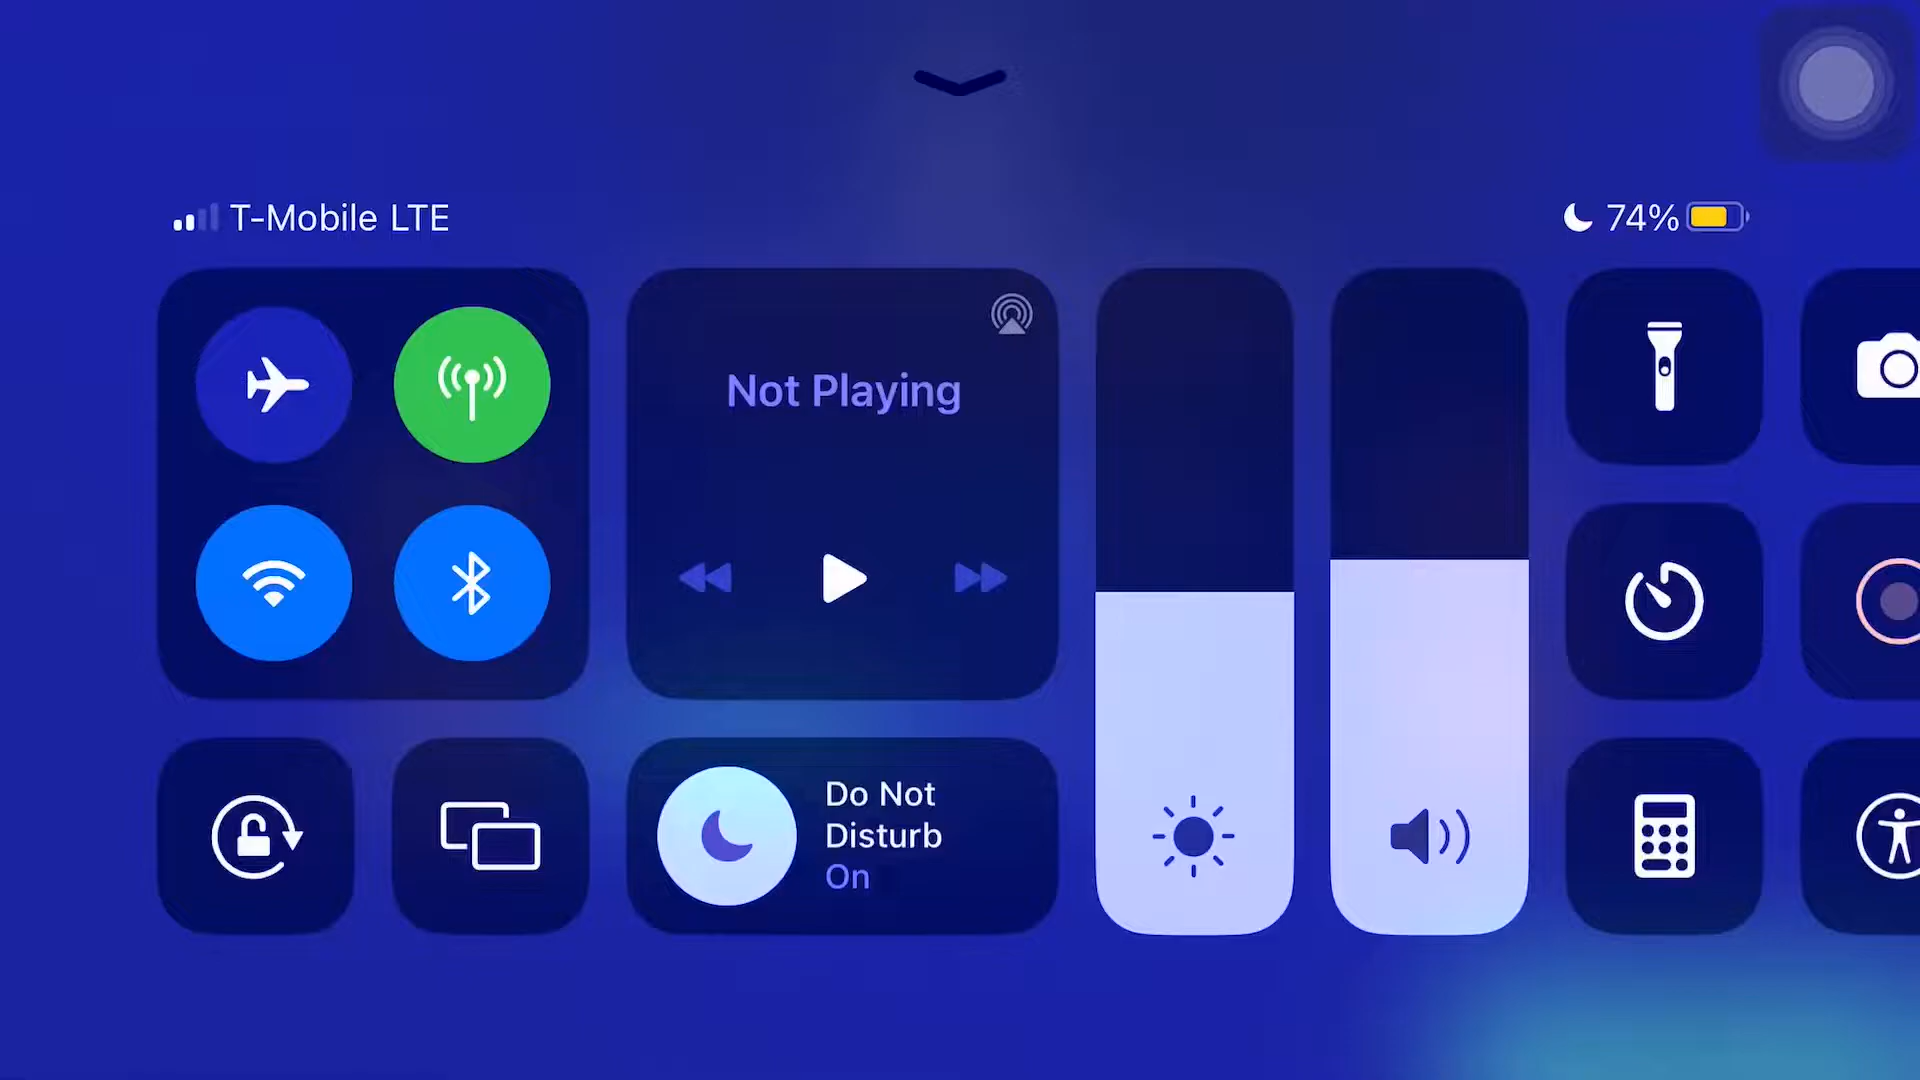 T-Mobile LTE
74%
Not Playing
Do Not
Disturb
On